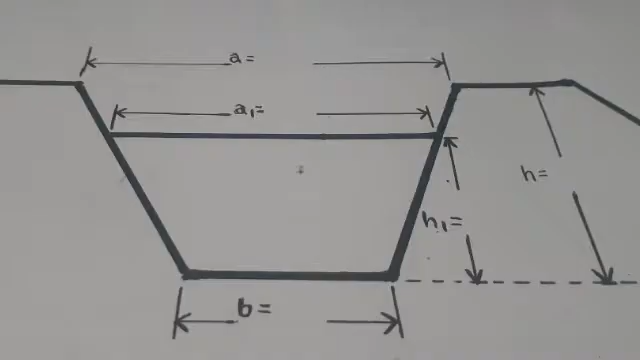 a=
a₁=
h=
h₁=
b=